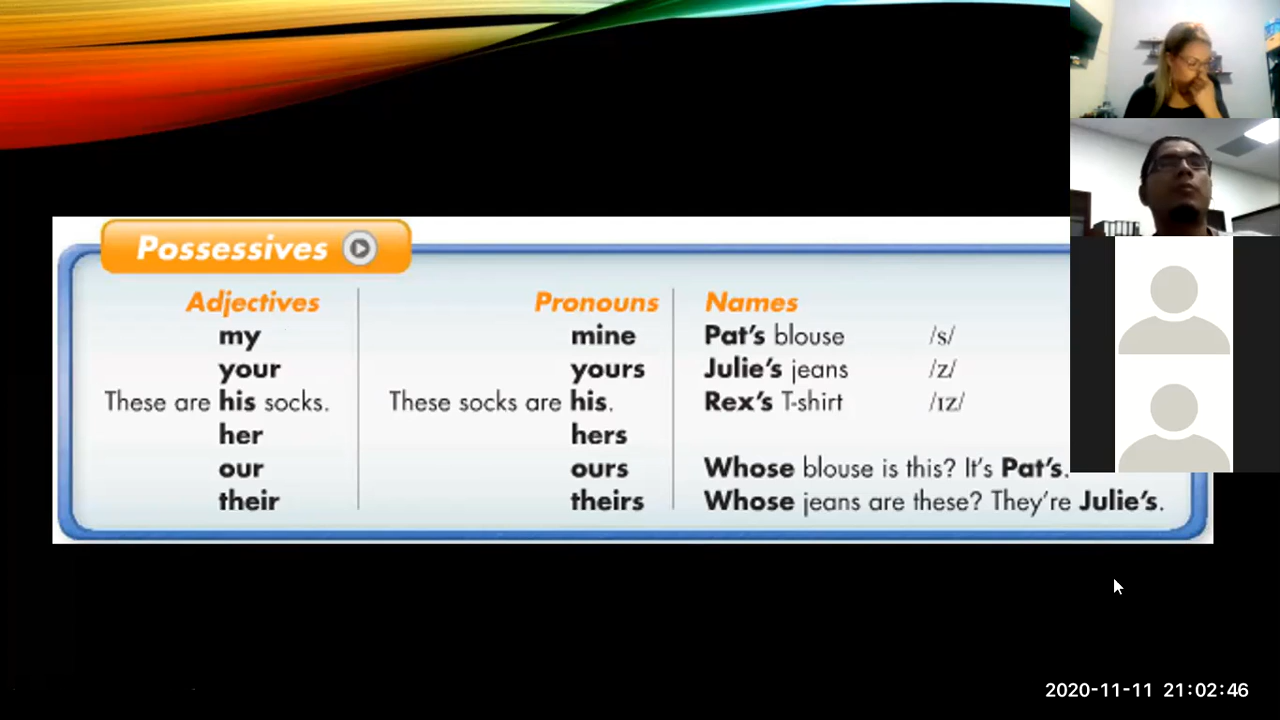 Possessives
Adjectives Pronouns Names
my mine Pat's blouse /s/
your yours Julie's jeans /z/
These are his socks. These socks are his. Rex's T-shirt /ɪz/
her hers
our ours Whose blouse is this? It's Pat's.
their theirs Whose jeans are these? They're Julie's.
2020-11-11 21:02:46